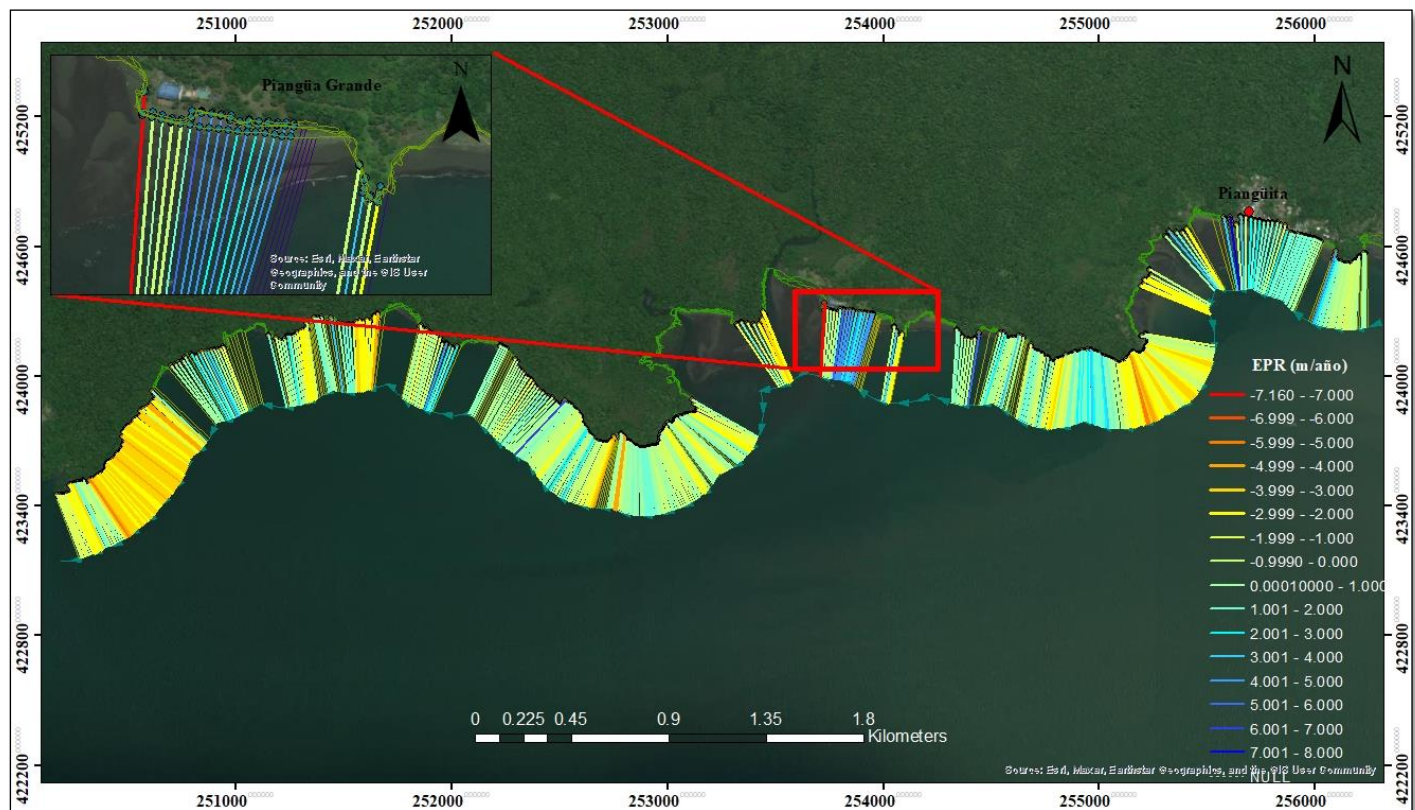 251000 252000 253000 254000 255000 256000
Piangüa Grande
N
Source: Esri, Maxar, Earthstar
Geographics, and the GIS User
Community
N
Piangüita
425200
424600
424000
423400
422800
422200
425200
424600
424000
423400
422800
422200
EPR (m/año)
-7.160 - -7.000
-6.999 - -6.000
-5.999 - -5.000
-4.999 - -4.000
-3.999 - -3.000
-2.999 - -2.000
-1.999 - -1.000
-0.9990 - 0.000
0.00010000 - 1.000
1.001 - 2.000
2.001 - 3.000
3.001 - 4.000
4.001 - 5.000
5.001 - 6.000
6.001 - 7.000
7.001 - 8.000
NULL
0 0.225 0.45 0.9 1.35 1.8
Kilometers
Source: Esri, Maxar, Earthstar Geographics, and the GIS User Community
251000 252000 253000 254000 255000 256000